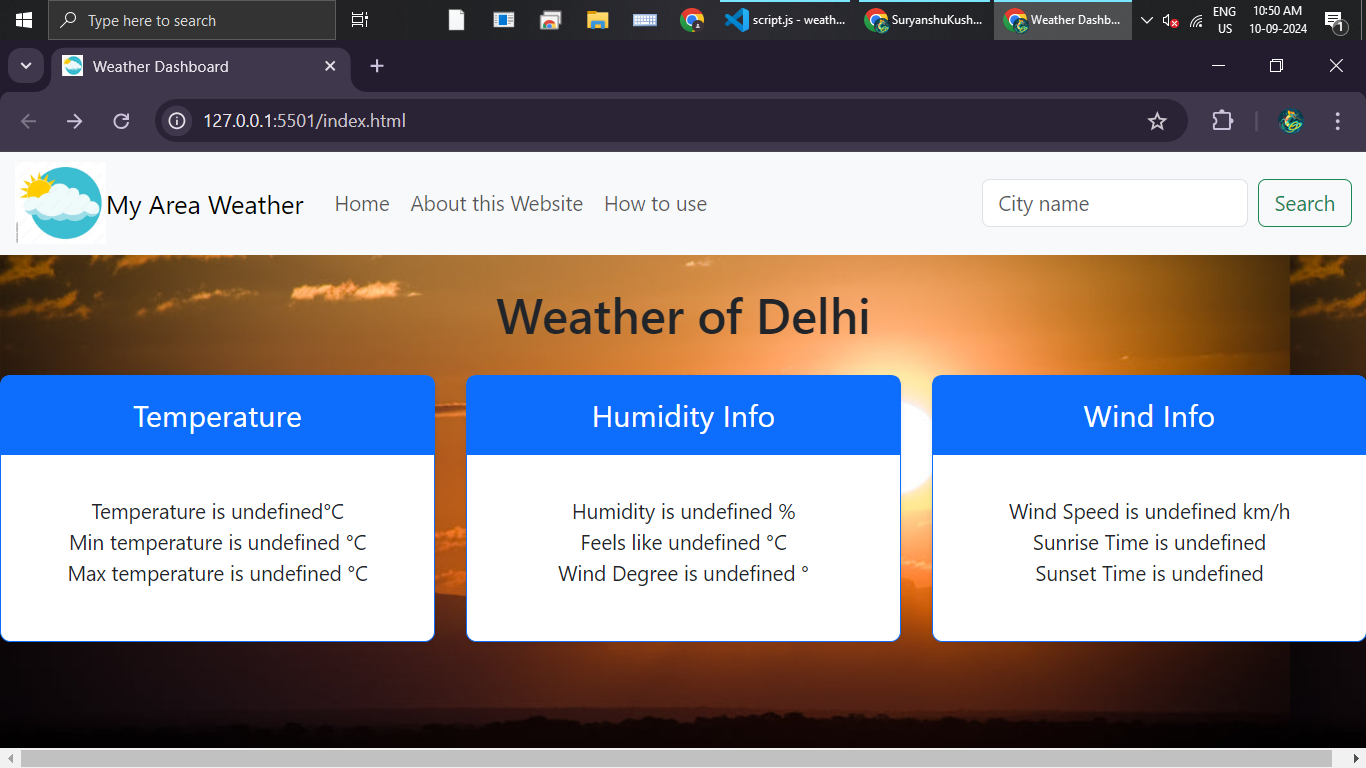 Type here to search
script.js - weath...
SuryanshuKush...
Weather Dashb...
ENG
US
10:50 AM
10-09-2024
1
Weather Dashboard
127.0.0.1:5501/index.html
My Area Weather
Home
About this Website
How to use
City name
Search
Weather of Delhi
Temperature
Temperature is undefined°C
Min temperature is undefined °C
Max temperature is undefined °C
Humidity Info
Humidity is undefined %
Feels like undefined °C
Wind Degree is undefined °
Wind Info
Wind Speed is undefined km/h
Sunrise Time is undefined
Sunset Time is undefined